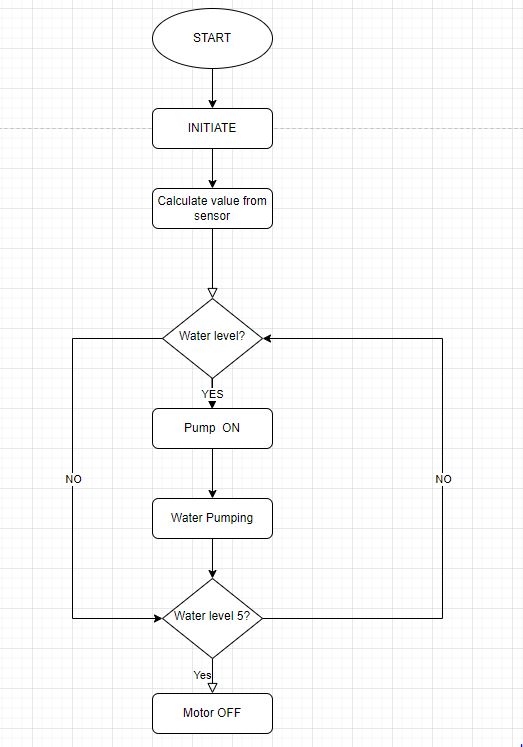 START
INITIATE
Calculate value from
sensor
Water level?
YES
Pump  ON
NO
NO
Water Pumping
Water level 5?
Yes
Motor OFF